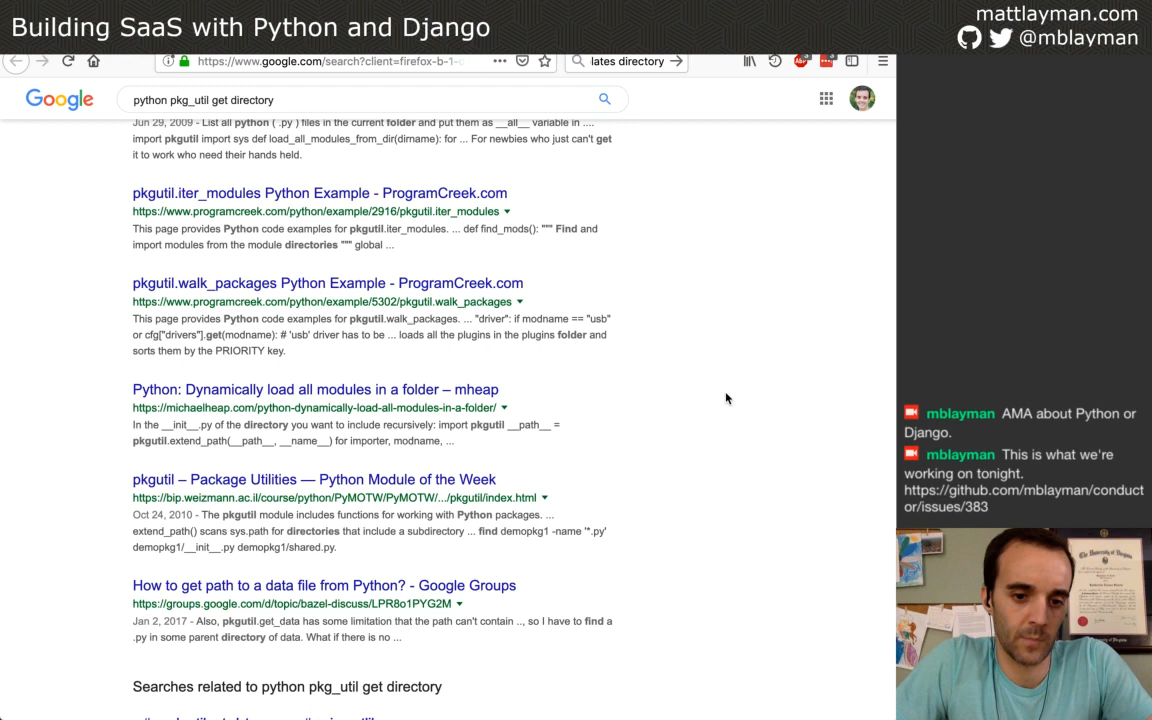 Building SaaS with Python and Django
mattlayman.com
@mblayman
https://www.google.com/search?client=firefox-b-1-
lates directory
ABP
Google
python pkg_util get directory
Jun 29, 2009 - List all python ( .py ) files in the current folder and put them as __all__ variable in ....
import pkgutil import sys def load_all_modules_from_dir(dirname): for ... For newbies who just can't get
it to work who need their hands held.
pkgutil.iter_modules Python Example - ProgramCreek.com
https://www.programcreek.com/python/example/2916/pkgutil.iter_modules
This page provides Python code examples for pkgutil.iter_modules. ... def find_mods(): """ Find and
import modules from the module directories """ global ...
pkgutil.walk_packages Python Example - ProgramCreek.com
https://www.programcreek.com/python/example/5302/pkgutil.walk_packages
This page provides Python code examples for pkgutil.walk_packages. ... "driver": if modname == "usb"
or cfg["drivers"].get(modname): # 'usb' driver has to be ... loads all the plugins in the plugins folder and
sorts them by the PRIORITY key.
Python: Dynamically load all modules in a folder – mheap
https://michaelheap.com/python-dynamically-load-all-modules-in-a-folder/
In the __init__.py of the directory you want to include recursively: import pkgutil __path__ =
pkgutil.extend_path(__path__, __name__) for importer, modname, ...
pkgutil – Package Utilities — Python Module of the Week
https://bip.weizmann.ac.il/course/python/PyMOTW/PyMOTW/.../pkgutil/index.html
Oct 24, 2010 - The pkgutil module includes functions for working with Python packages. ...
extend_path() scans sys.path for directories that include a subdirectory ... find demopkg1 -name '*.py'
demopkg1/__init__.py demopkg1/shared.py.
How to get path to a data file from Python? - Google Groups
https://groups.google.com/d/topic/bazel-discuss/LPR8o1PYG2M
Jan 2, 2017 - Also, pkgutil.get_data has some limitation that the path can't contain .., so I have to find a
.py in some parent directory of data. What if there is no ...
Searches related to python pkg_util get directory
mblayman AMA about Python or
Django.
mblayman This is what we're
working on tonight.
https://github.com/mblayman/conduct
or/issues/383
The University of Virginia